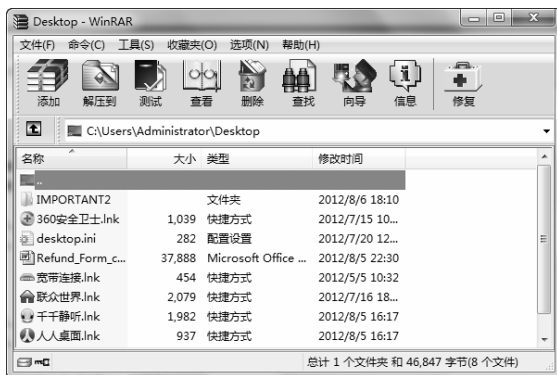 Desktop - WinRAR
文件(F) 命令(C) 工具(S) 收藏夹(O) 选项(N) 帮助(H)
添加 解压到 测试 查看 删除 查找 向导 信息 修复
C:\Users\Administrator\Desktop
名称 大小 类型 修改时间
..
IMPORTANT2 文件夹 2012/8/6 18:10
360安全卫士.lnk 1,039 快捷方式 2012/7/15 10...
desktop.ini 282 配置设置 2012/7/20 12...
Refund_Form_c... 37,888 Microsoft Office ... 2012/8/5 22:30
宽带连接.lnk 454 快捷方式 2012/5/5 10:32
联众世界.lnk 2,079 快捷方式 2012/7/16 18...
千千静听.lnk 1,982 快捷方式 2012/8/5 16:17
人人桌面.lnk 937 快捷方式 2012/8/5 16:17
总计 1 个文件夹 和 46,847 字节(8 个文件)